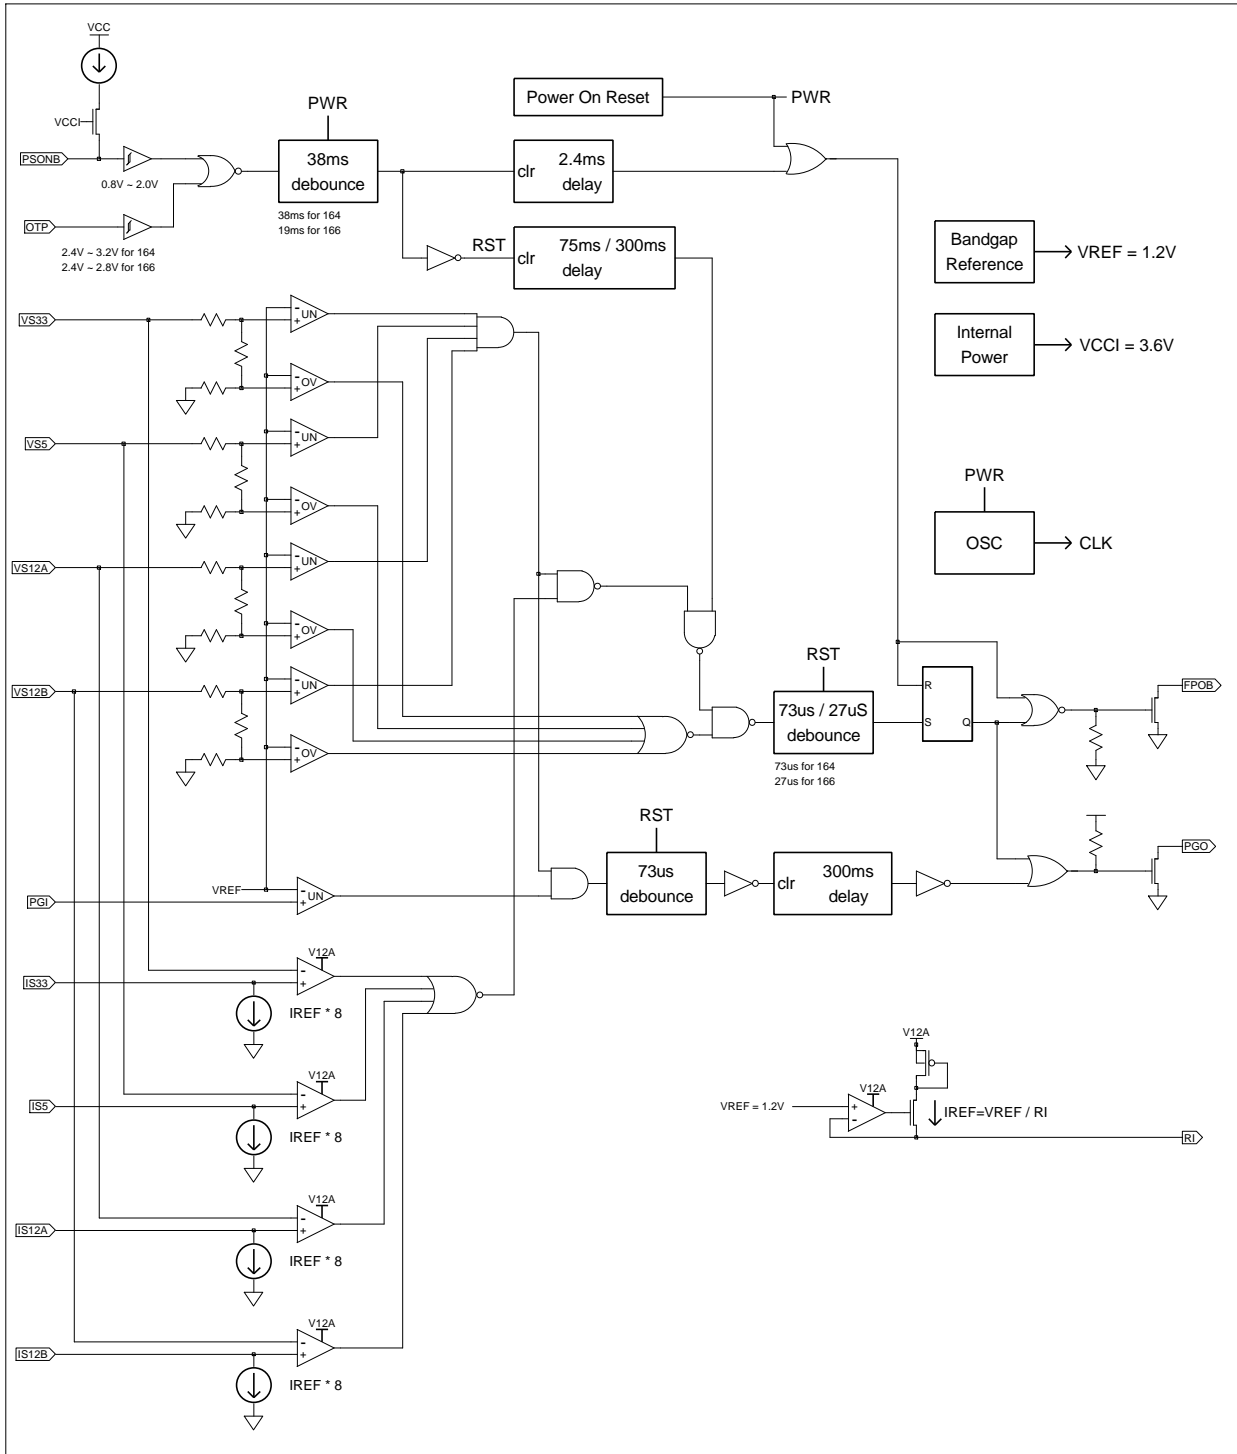 VCC
VCCI
PSONB
0.8V ~ 2.0V
OTP
2.4V ~ 3.2V for 164
2.4V ~ 2.8V for 166
PWR
38ms
debounce
38ms for 164
19ms for 166
Power On Reset
PWR
clr 2.4ms
delay
RST
clr 75ms / 300ms
delay
Bandgap
Reference
VREF = 1.2V
Internal
Power
VCCI = 3.6V
PWR
OSC
CLK
VS33
- UN
+
- OV
+
VS5
- UN
+
- OV
+
VS12A
- UN
+
- OV
+
VS12B
- UN
+
- OV
+
RST
73us / 27uS
debounce
73us for 164
27us for 166
R
S Q
FPOB
RST
73us
debounce
clr 300ms
delay
PGO
VREF
- UN
+
PGI
V12A
-
+
IS33
IREF * 8
V12A
-
+
IS5
IREF * 8
V12A
-
+
IS12A
IREF * 8
V12A
-
+
IS12B
IREF * 8
V12A
V12A
VREF = 1.2V
+
-
IREF=VREF / RI
RI